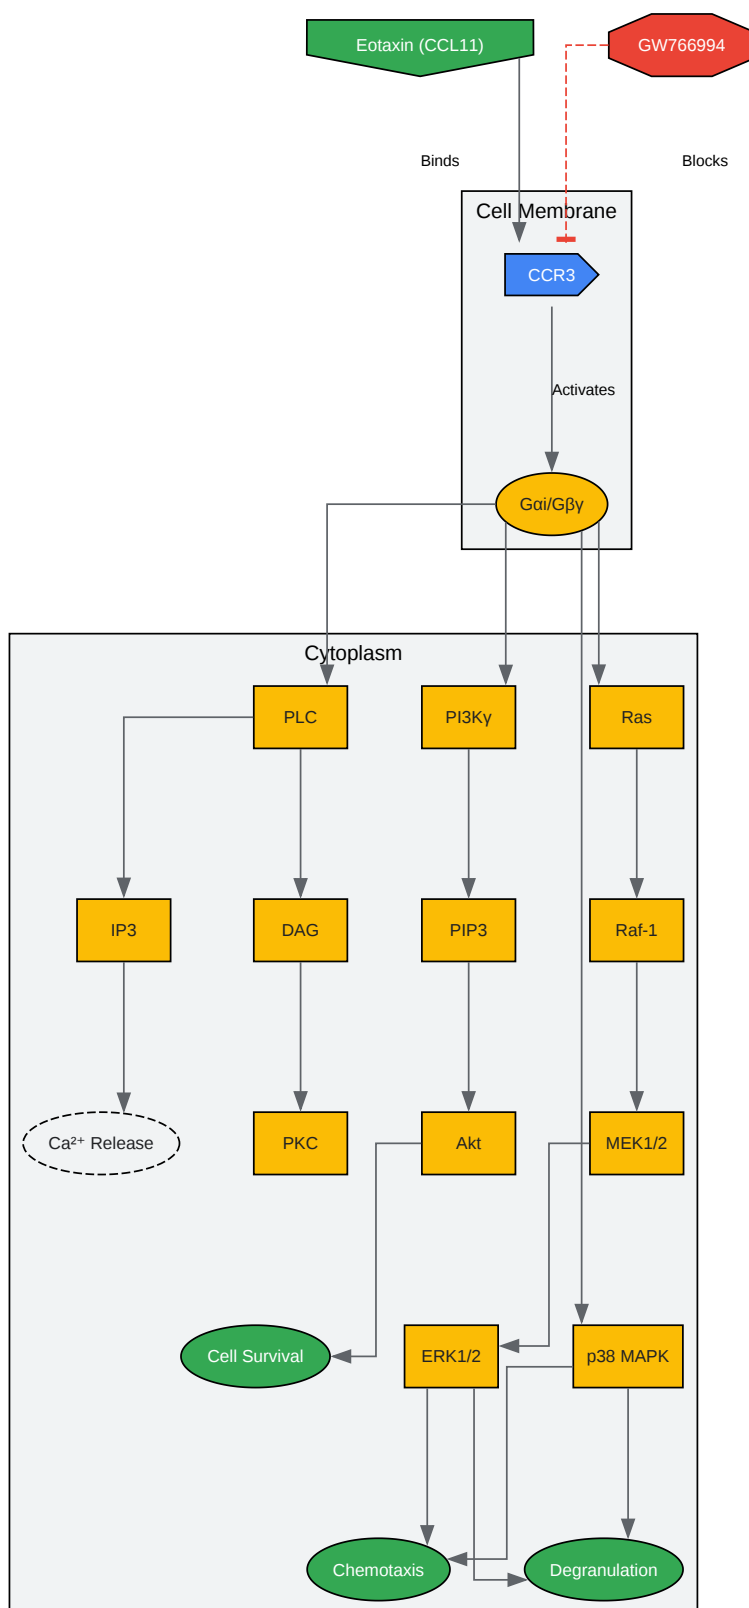 Eotaxin (CCL11)
GW766994
Binds
Blocks
Cell Membrane
CCR3
Activates
Gαi/Gβγ
Cytoplasm
PLC
PI3Kγ
Ras
IP3
DAG
PIP3
Raf-1
Ca²⁺ Release
PKC
Akt
MEK1/2
Cell Survival
ERK1/2
p38 MAPK
Chemotaxis
Degranulation